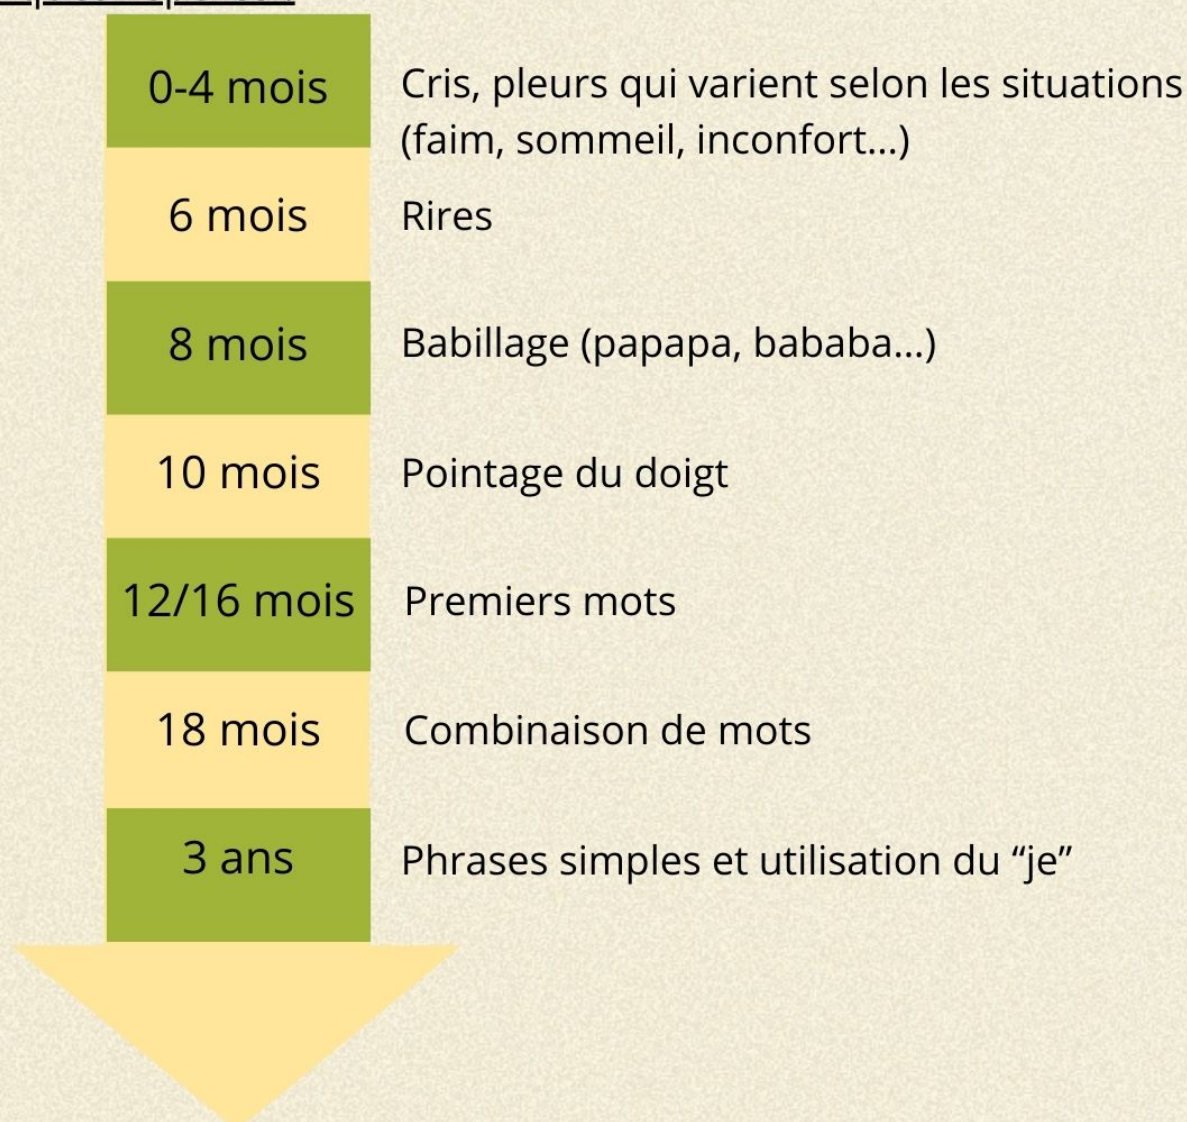 0-4 mois
Cris, pleurs qui varient selon les situations
(faim, sommeil, inconfort...)
6 mois
Rires
8 mois
Babillage (papapa, bababa...)
10 mois
Pointage du doigt
12/16 mois
Premiers mots
18 mois
Combinaison de mots
3 ans
Phrases simples et utilisation du “je”